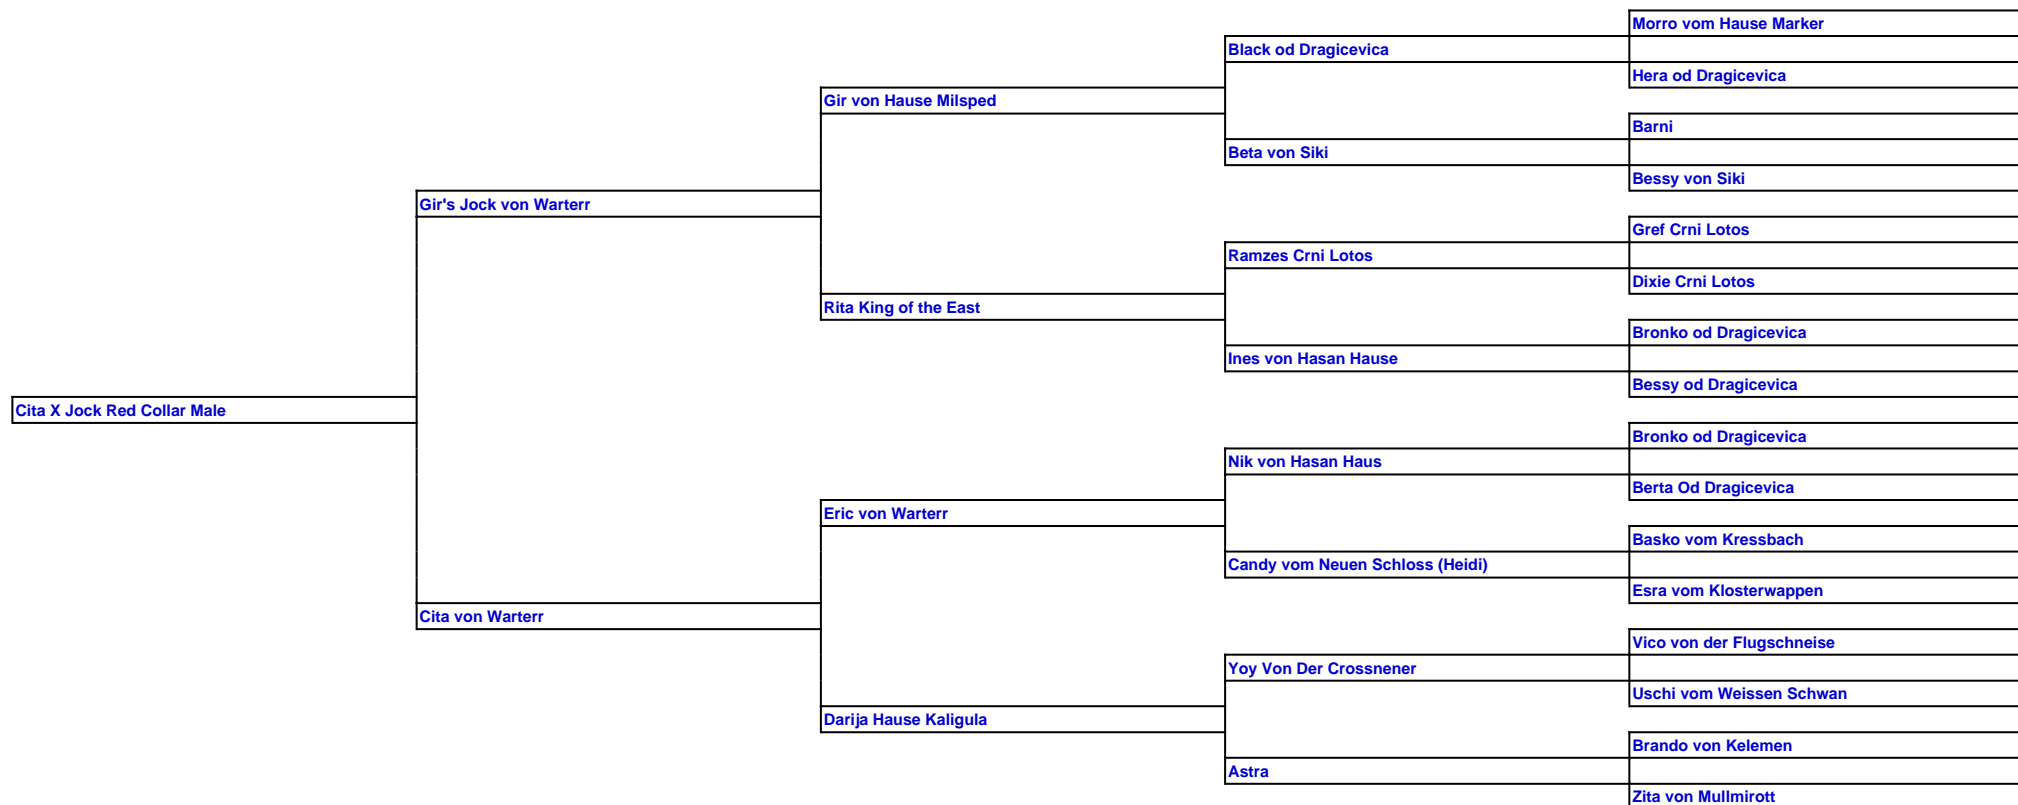 Morro vom Hause Marker
Black od Dragicevica
Hera od Dragicevica
Gir von Hause Milsped
Barni
Beta von Siki
Bessy von Siki
Gir's Jock von Warterr
Gref Crni Lotos
Ramzes Crni Lotos
Dixie Crni Lotos
Rita King of the East
Bronko od Dragicevica
Ines von Hasan Hause
Bessy od Dragicevica
Cita X Jock Red Collar Male
Bronko od Dragicevica
Nik von Hasan Haus
Berta Od Dragicevica
Eric von Warterr
Basko vom Kressbach
Candy vom Neuen Schloss (Heidi)
Esra vom Klosterwappen
Cita von Warterr
Vico von der Flugschneise
Yoy Von Der Crossnener
Uschi vom Weissen Schwan
Darija Hause Kaligula
Brando von Kelemen
Astra
Zita von Mullmirott